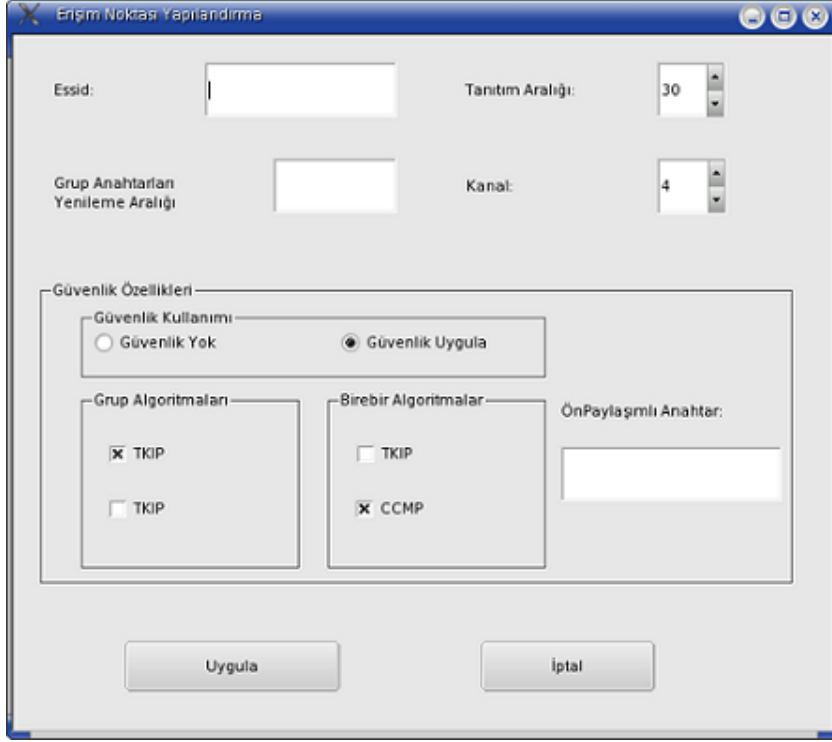 Erişim Noktası Yapılandırma
Essid:
Tanıtım Aralığı: 30
Grup Anahtarları
Yenileme Aralığı
Kanal: 4
Güvenlik Özellikleri
Güvenlik Kullanımı
Güvenlik Yok
Güvenlik Uygula
Grup Algoritmaları
TKIP
TKIP
Birebir Algoritmalar
TKIP
CCMP
ÖnPaylaşımlı Anahtar:
Uygula
İptal